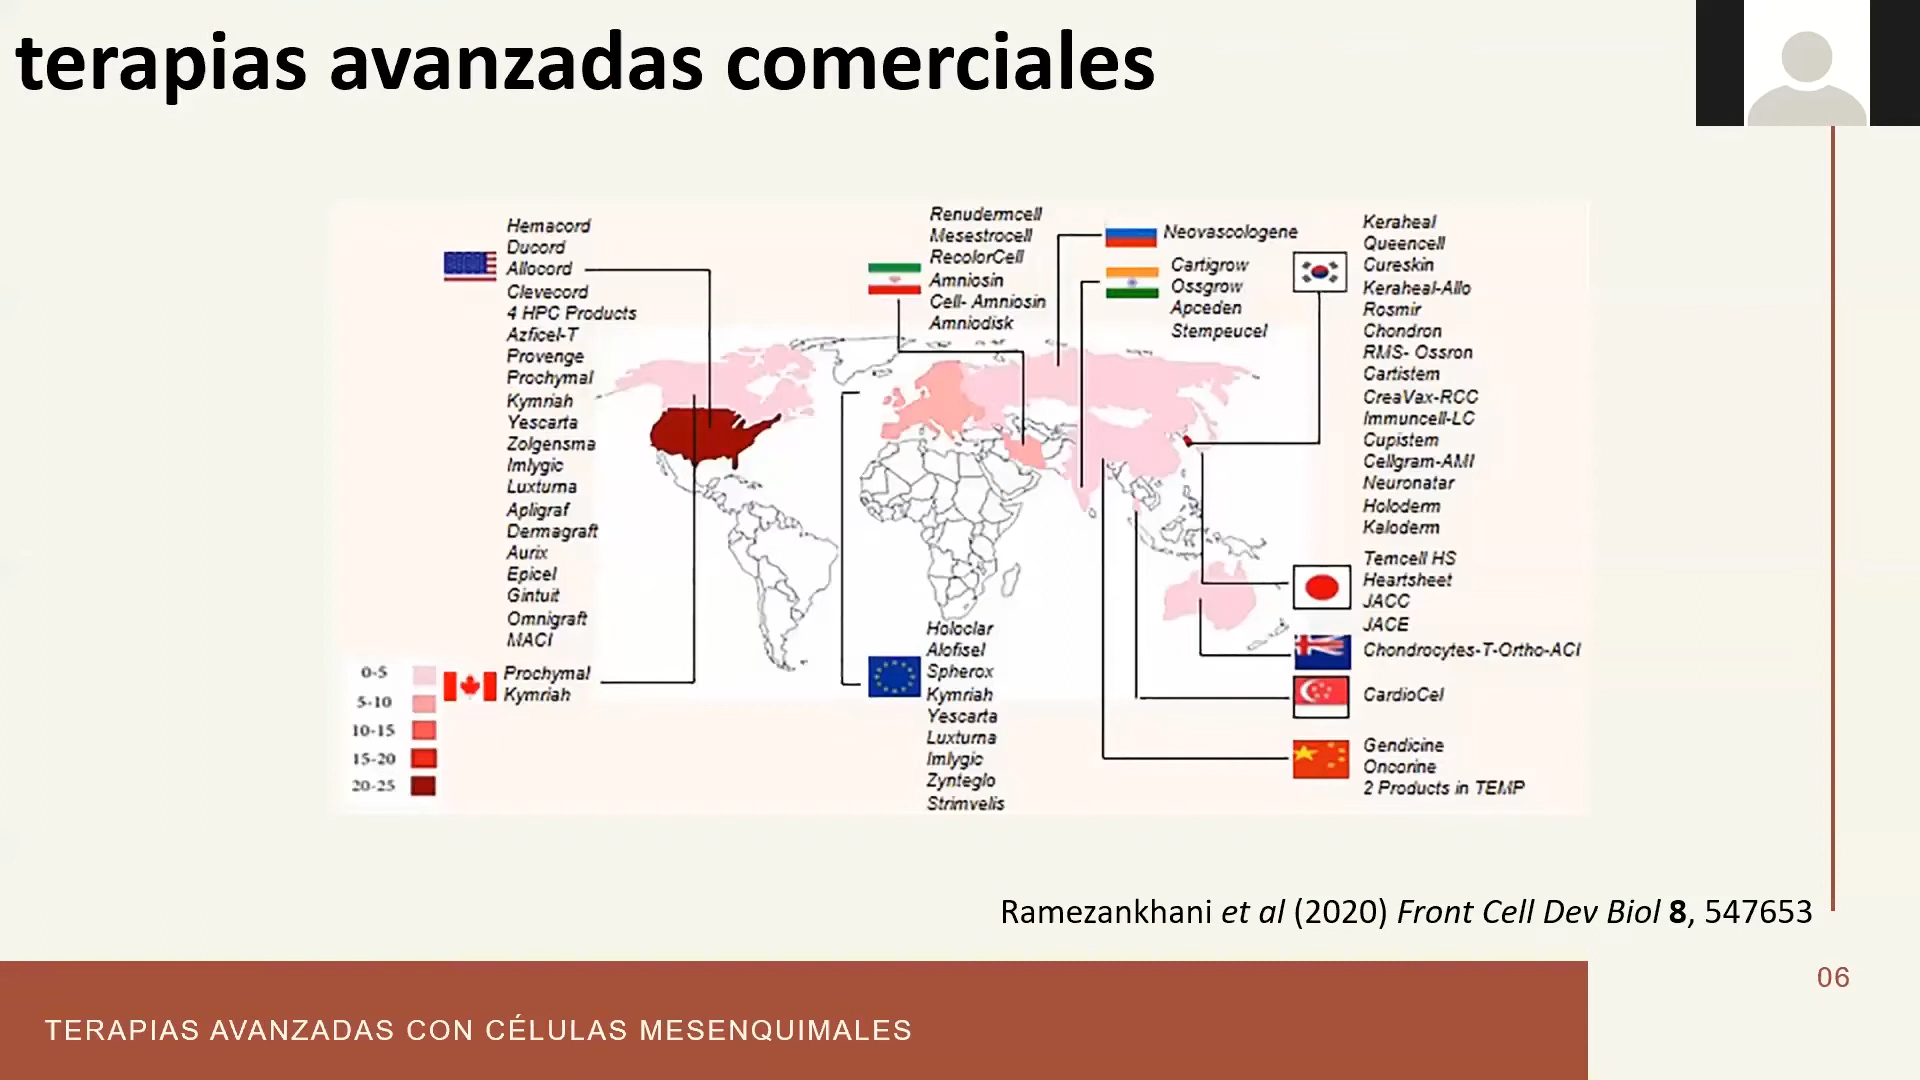 terapias avanzadas comerciales
Hemacord
Ducord
Allocord
Clevecord
4 HPC Products
Azficel-T
Provenge
Prochymal
Kymriah
Yescarta
Zolgensma
Imlygic
Luxturna
Apligraf
Dermagraft
Aurix
Epicel
Gintuit
Omnigraft
MACI
Prochymal
Kymriah
0-5
5-10
10-15
15-20
20-25
Renudermcell
Mesestrocell
RecolorCell
Amniosin
Cell- Amniosin
Amniodisk
Holoclar
Alofisel
Spherox
Kymriah
Yescarta
Luxturna
Imlygic
Zynteglo
Strimvelis
Neovascologene
Cartigrow
Ossgrow
Apceden
Stempeucel
Keraheal
Queencell
Cureskin
Keraheal-Allo
Rosmir
Chondron
RMS- Ossron
Cartistem
CreaVax-RCC
Immuncell-LC
Cupistem
Cellgram-AMI
Neuronatar
Holoderm
Kaloderm
Temcell HS
Heartsheet
JACC
JACE
Chondrocytes-T-Ortho-ACI
CardioCel
Gendicine
Oncorine
2 Products in TEMP
Ramezankhani et al (2020) Front Cell Dev Biol 8, 547653
06
TERAPIAS AVANZADAS CON CÉLULAS MESENQUIMALES